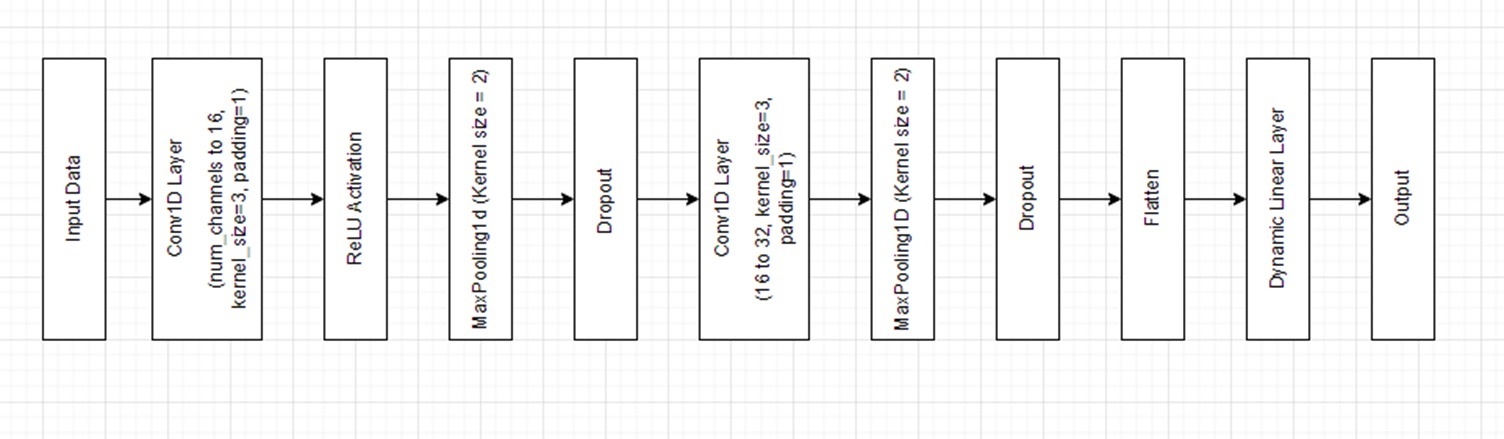 Input Data
Conv1D Layer
(num_channels to 16,
kernel_size=3, padding=1)
ReLU Activation
MaxPooling1d (Kernel size = 2)
Dropout
Conv1D Layer
(16 to 32, kernel_size=3,
padding=1)
MaxPooling1D (Kernel size = 2)
Dropout
Flatten
Dynamic Linear Layer
Output